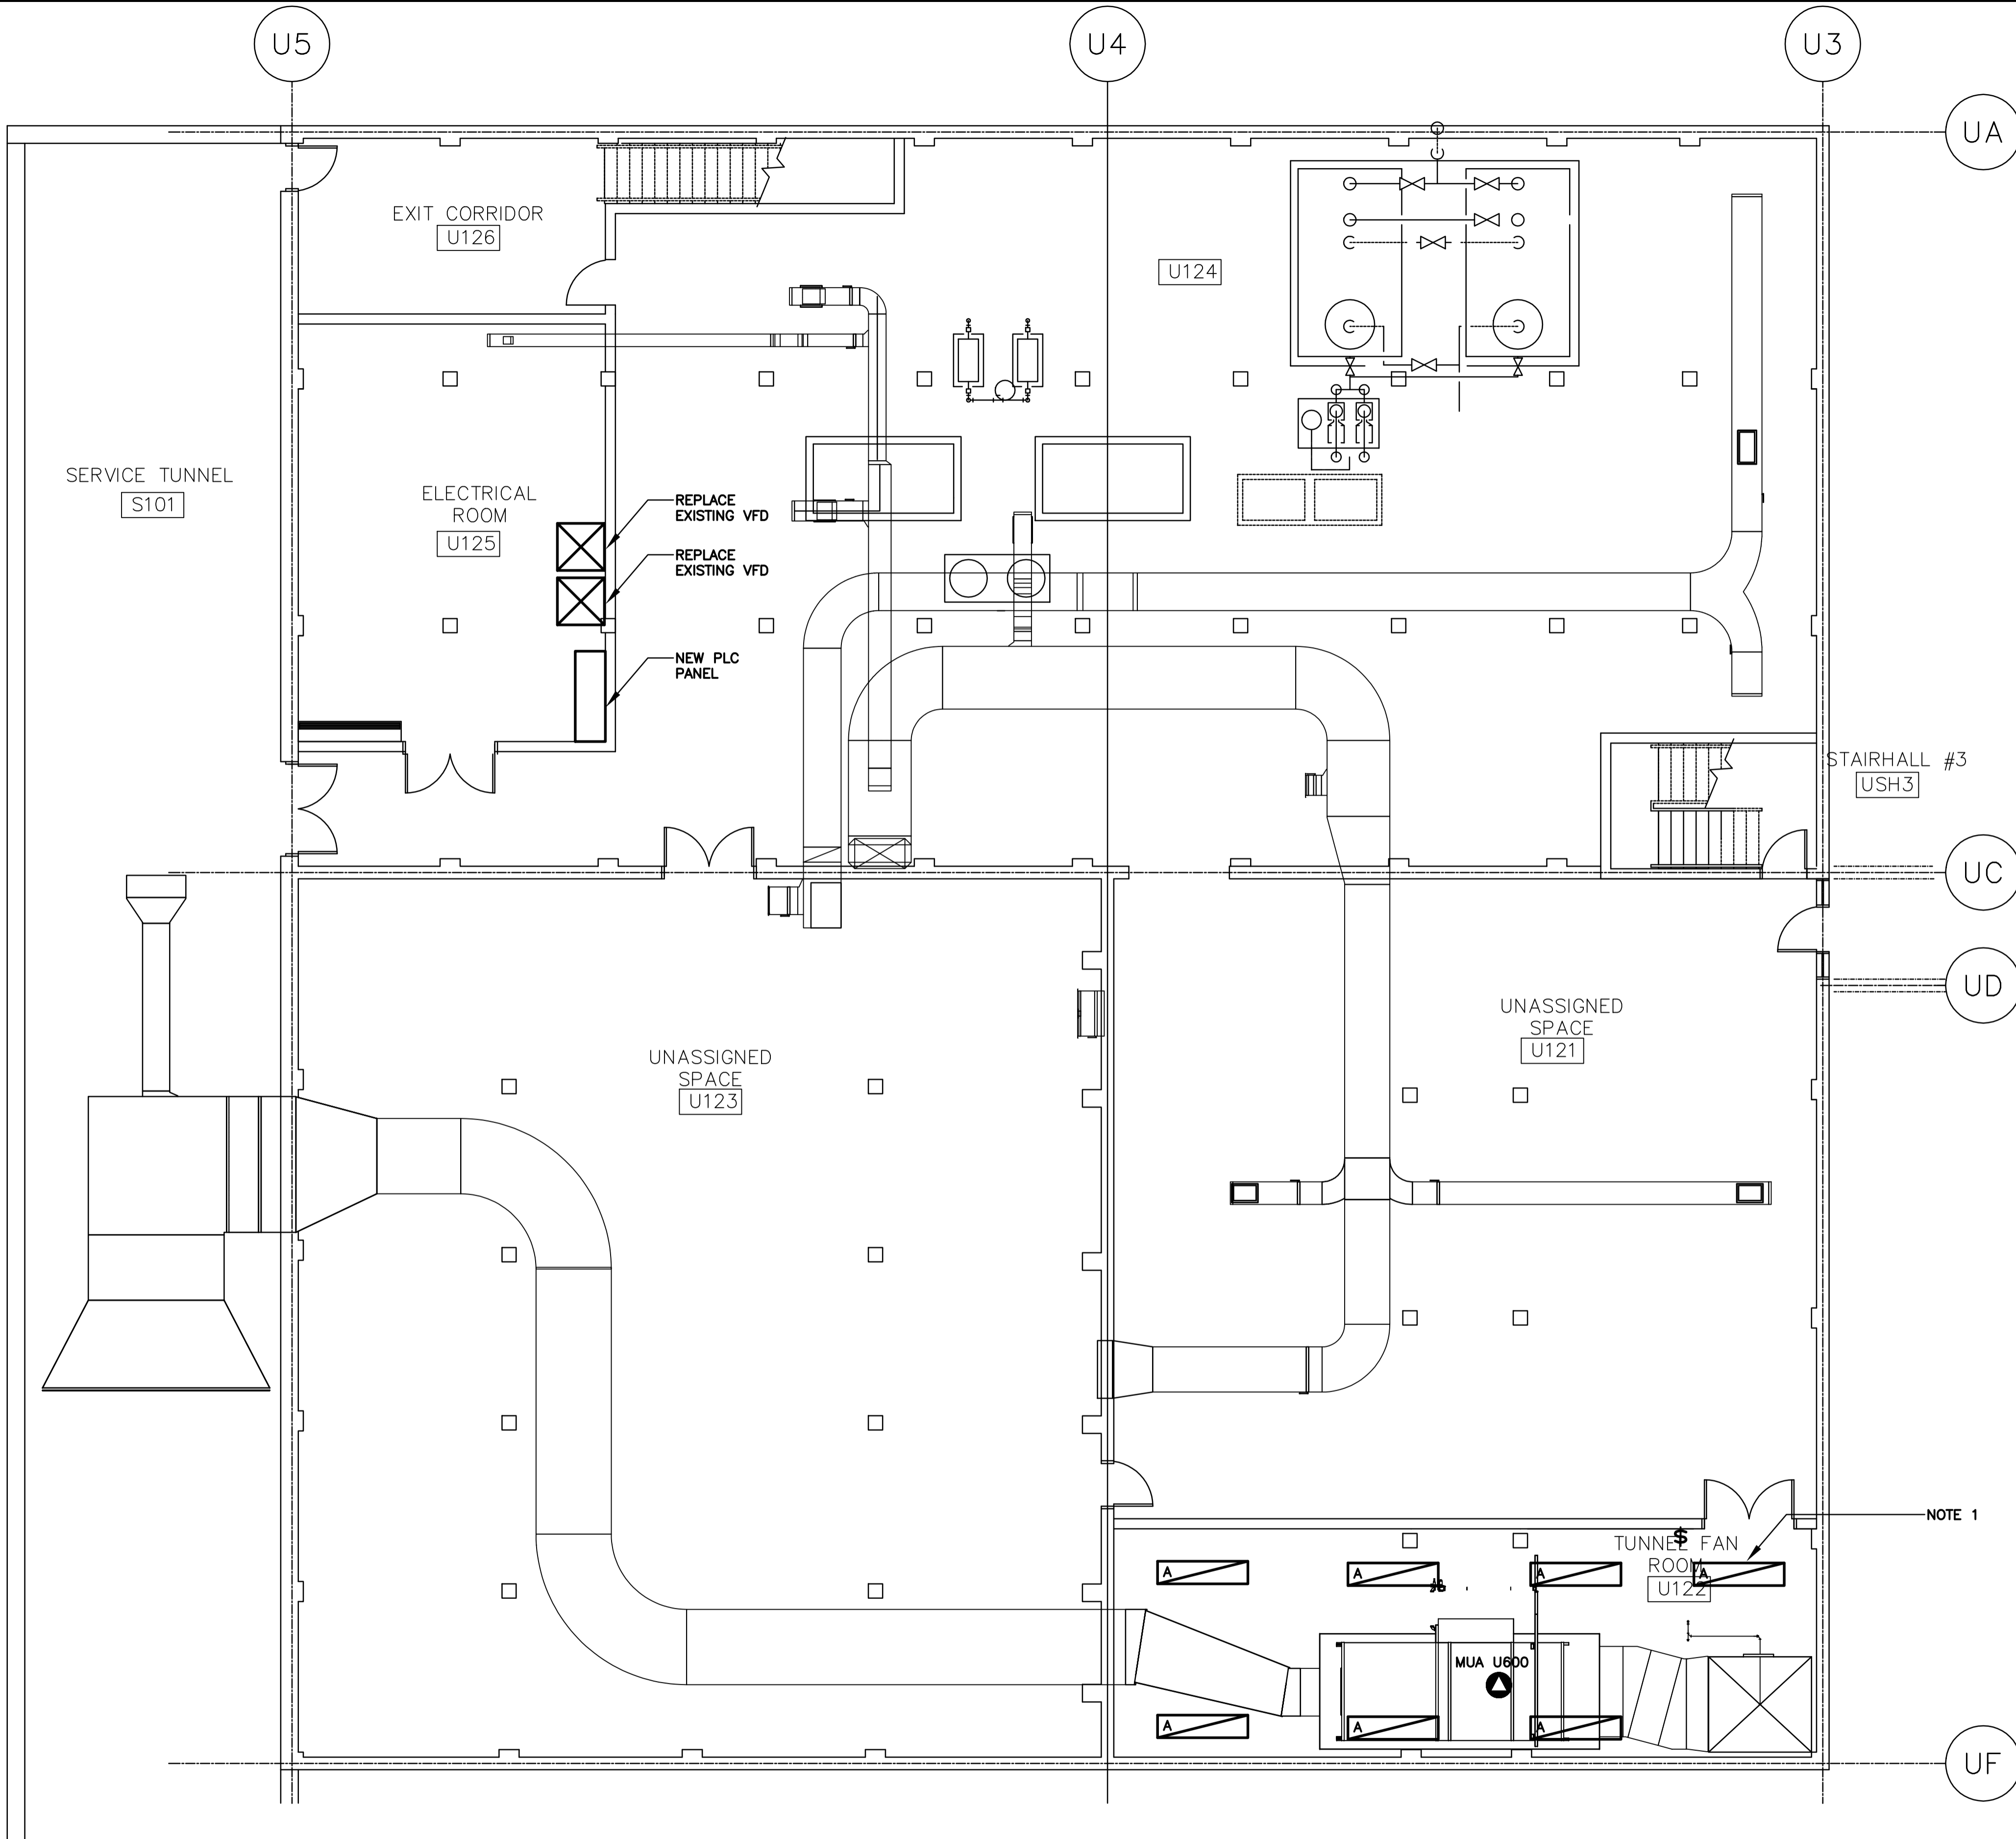 U5
U4
U3
UA
EXIT CORRIDOR
U126
U124
SERVICE TUNNEL
S101
ELECTRICAL
ROOM
U125
REPLACE
EXISTING VFD
REPLACE
EXISTING VFD
NEW PLC
PANEL
STAIRHALL #3
USH3
UC
UD
UNASSIGNED
SPACE
U121
UNASSIGNED
SPACE
U123
NOTE 1
$
TUNNEL FAN
ROOM
U122
A
A
A
A
MUA U600
A
A
A
UF